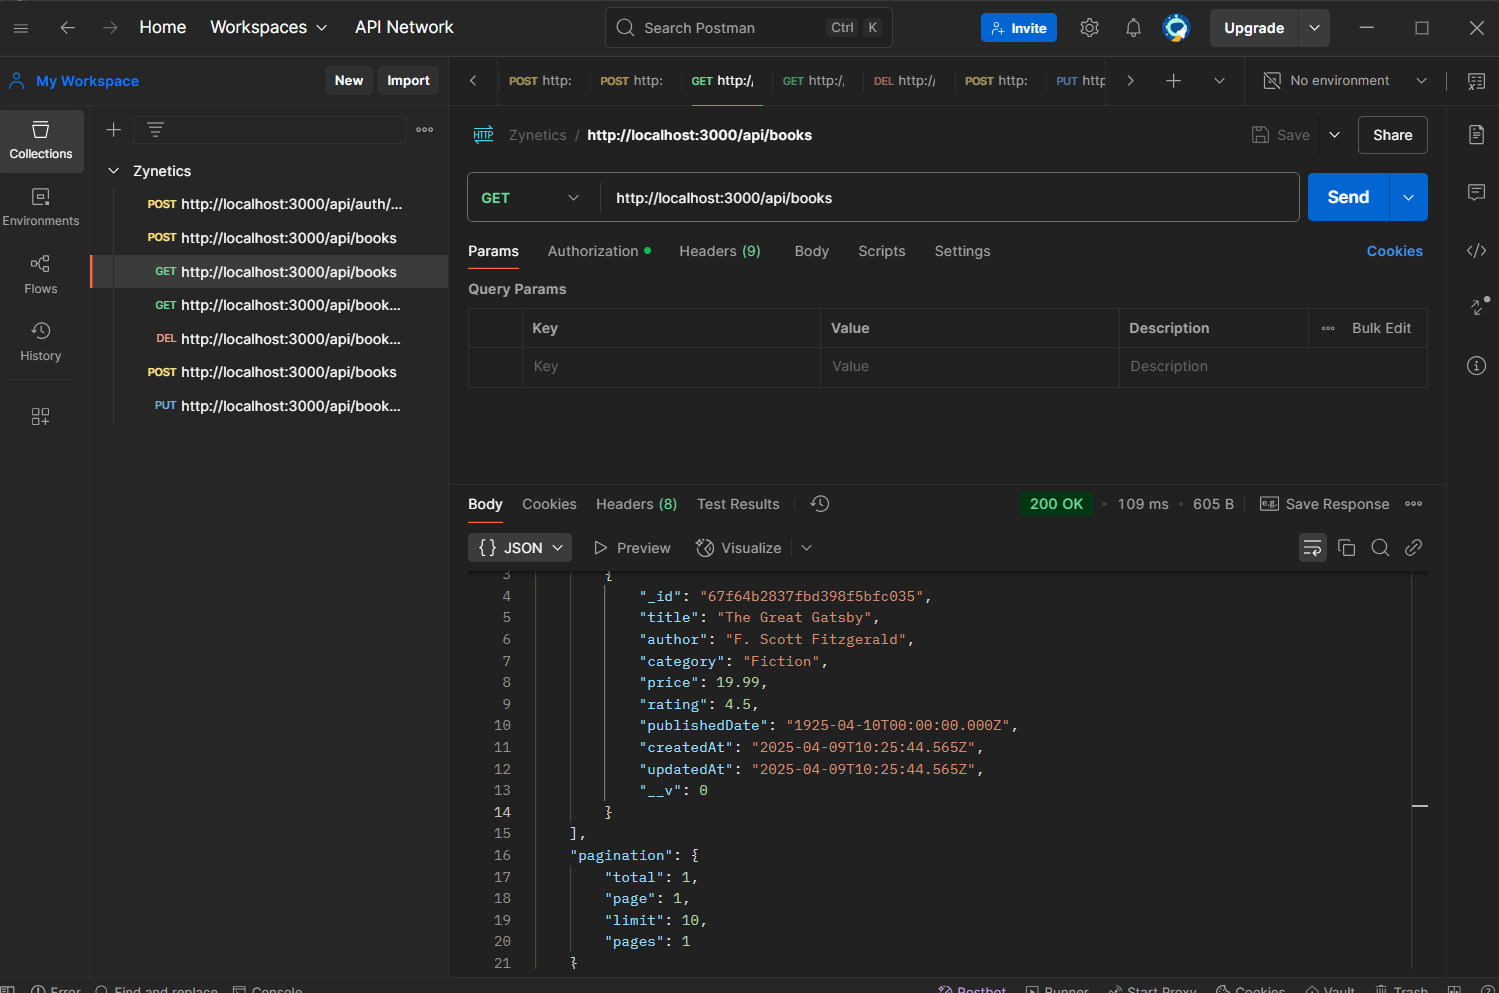 Home Workspaces API Network Search Postman Ctrl K Invite Upgrade
My Workspace New Import POST http: POST http: GET http:// GET http:/, DEL http:// POST http: PUT http No environment
Collections
Environments
Flows
History
Zynetics
POST http://localhost:3000/api/auth/...
POST http://localhost:3000/api/books
GET http://localhost:3000/api/books
GET http://localhost:3000/api/book...
DEL http://localhost:3000/api/book...
POST http://localhost:3000/api/books
PUT http://localhost:3000/api/book...
HTTP Zynetics / http://localhost:3000/api/books Save Share
GET http://localhost:3000/api/books Send
Params Authorization Headers (9) Body Scripts Settings Cookies
Query Params
Key Value Description Bulk Edit
Key Value Description
Body Cookies Headers (8) Test Results 200 OK • 109 ms • 605 B e.g. Save Response
{} JSON Preview Visualize
3 {
4 "_id": "67f64b2837fbd398f5bfc035",
5 "title": "The Great Gatsby",
6 "author": "F. Scott Fitzgerald",
7 "category": "Fiction",
8 "price": 19.99,
9 "rating": 4.5,
10 "publishedDate": "1925-04-10T00:00:00.000Z",
11 "createdAt": "2025-04-09T10:25:44.565Z",
12 "updatedAt": "2025-04-09T10:25:44.565Z",
13 "__v": 0
14 }
15 ],
16 "pagination": {
17 "total": 1,
18 "page": 1,
19 "limit": 10,
20 "pages": 1
21 }
Error Find and replace Console Postbot Runner Start Proxy Cookies Vault Trash